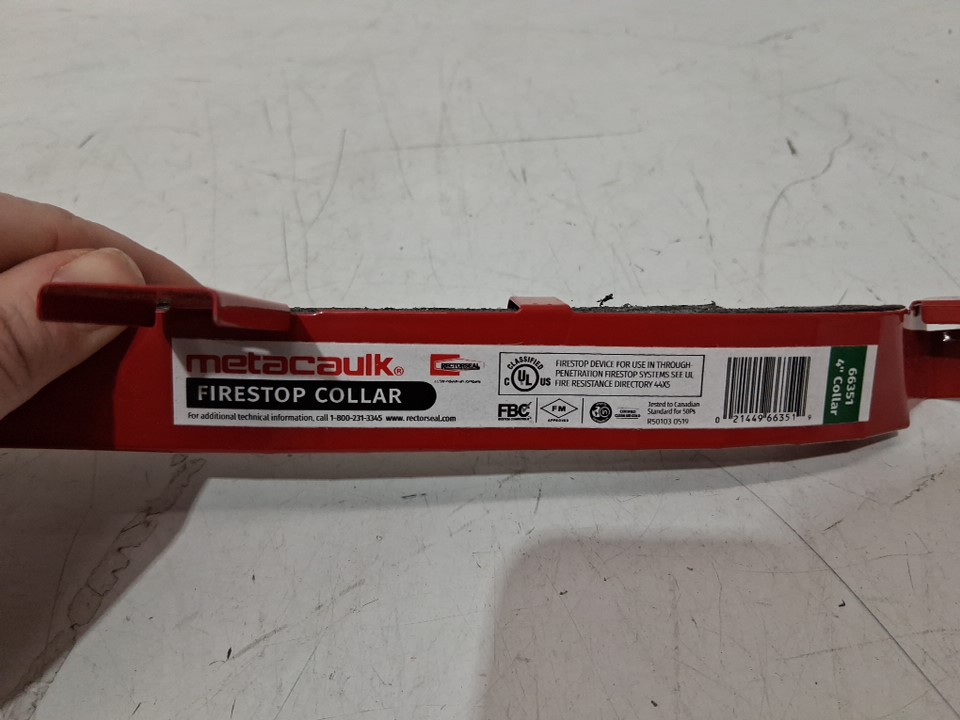 metacaulk®
RECTORSEAL
FIRESTOP COLLAR
For additional technical information, call 1-800-231-3345 www.rectorseal.com
CLASSIFIED
C UL US
FIRESTOP DEVICE FOR USE IN THROUGH-
PENETRATION FIRESTOP SYSTEMS SEE UL
FIRE RESISTANCE DIRECTORY 44X5
FBC
FM
APPROVED
Tested to Canadian
Standard for 50Pa
R50103 0519
0 21449 66351 9
66351
4" Collar